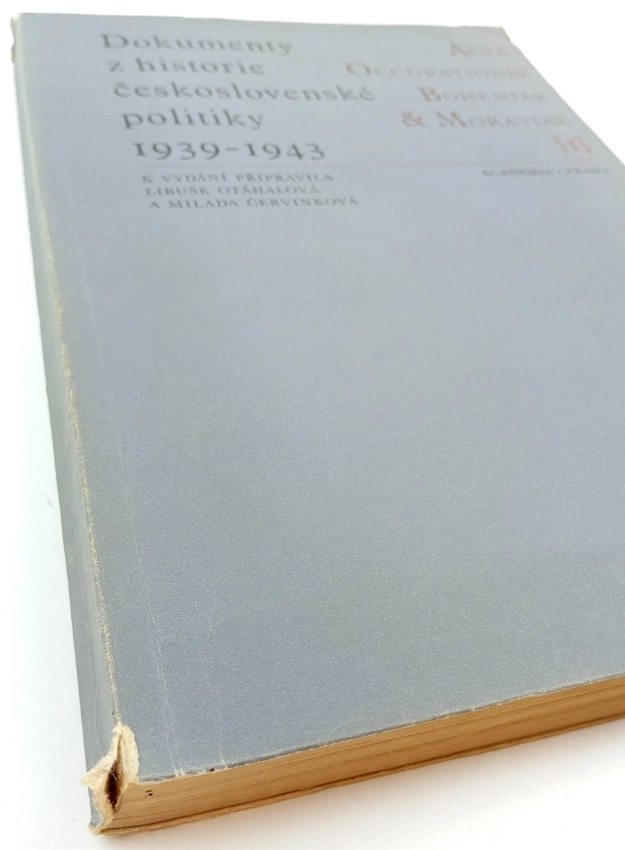 Dokumenty
z historie
československé
politiky
1939-1943
K VYDÁNÍ PŘIPRAVILA
LIBUŠE OTÁHALOVÁ
A MILADA ČERVINKOVÁ
ACTA
OCCUPATIONIS
BOHEMIAE
& MORAVIAE
ACADEMIA • PRAHA